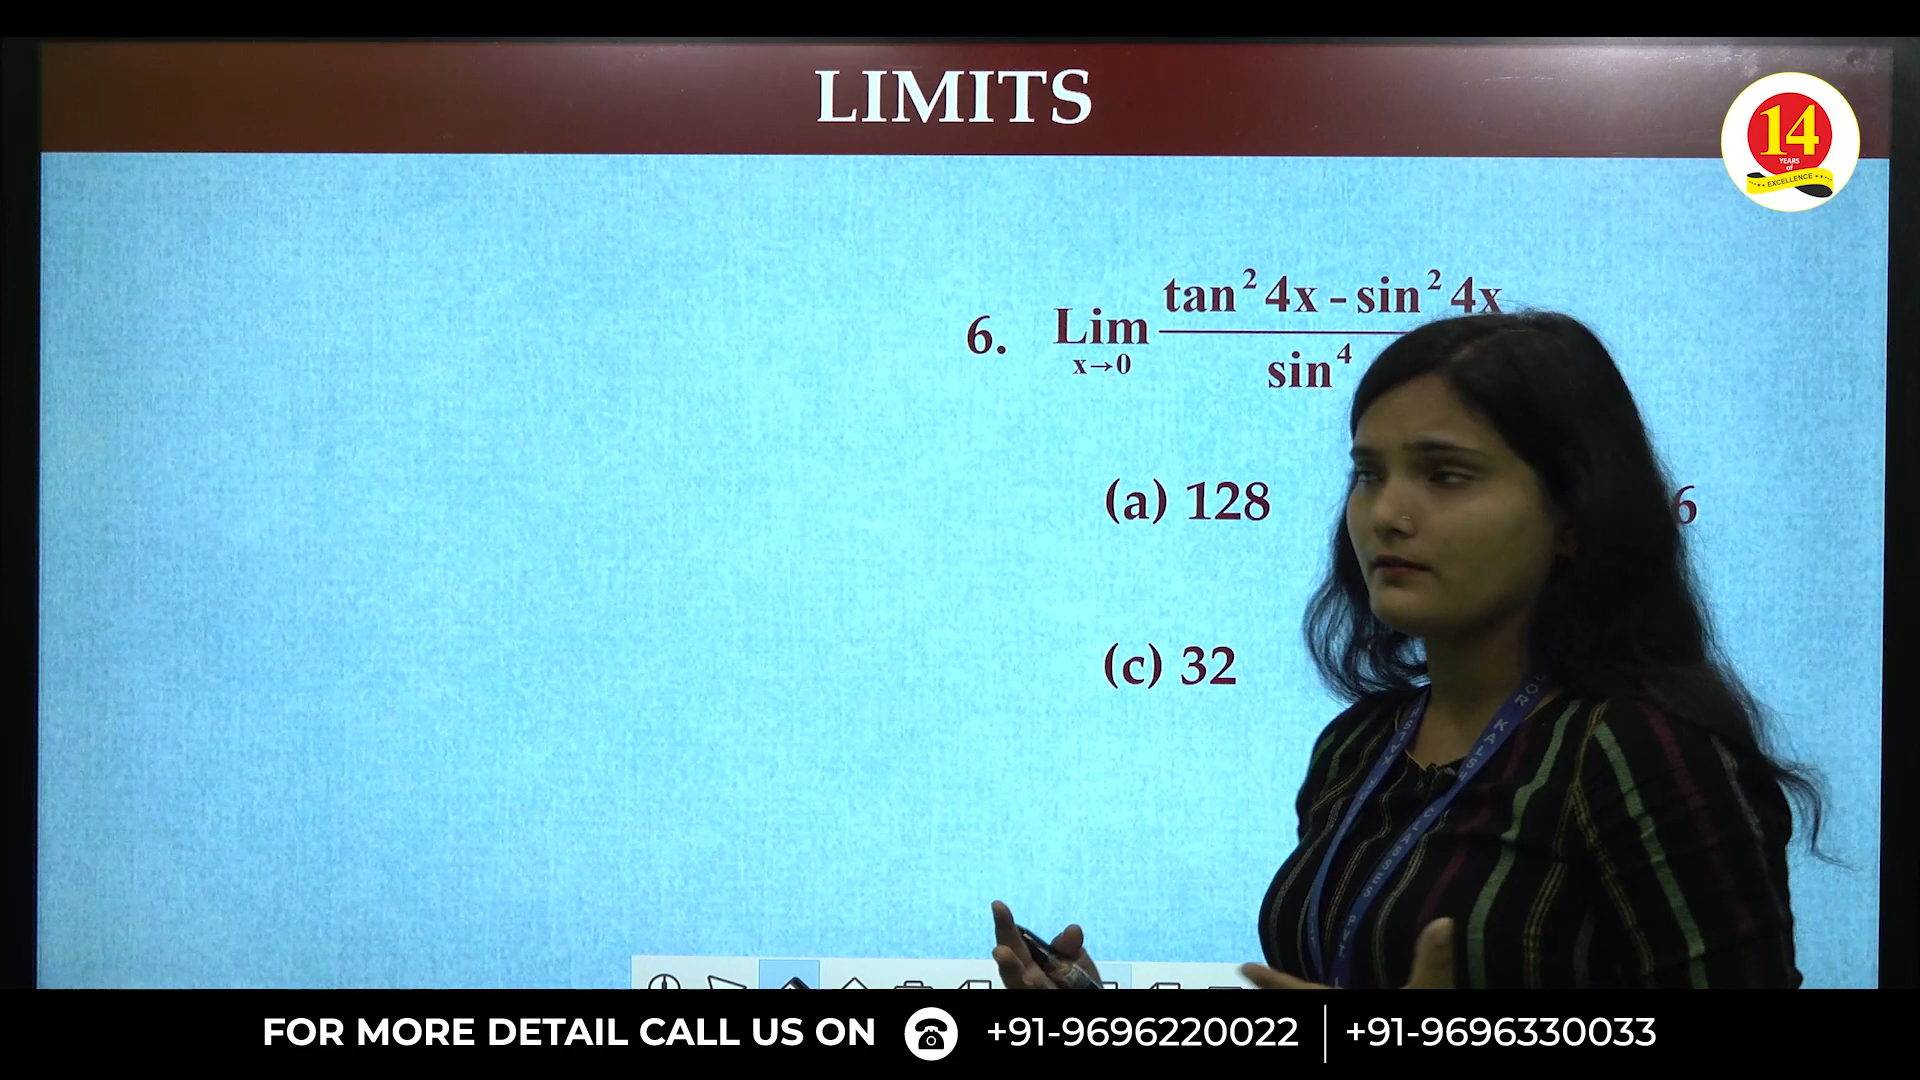 LIMITS
14
YEARS
of
EXCELLENCE
6. Lim x→0 tan² 4x - sin² 4x / sin⁴
(a) 128
6
(c) 32
FOR MORE DETAIL CALL US ON +91-9696220022 | +91-9696330033